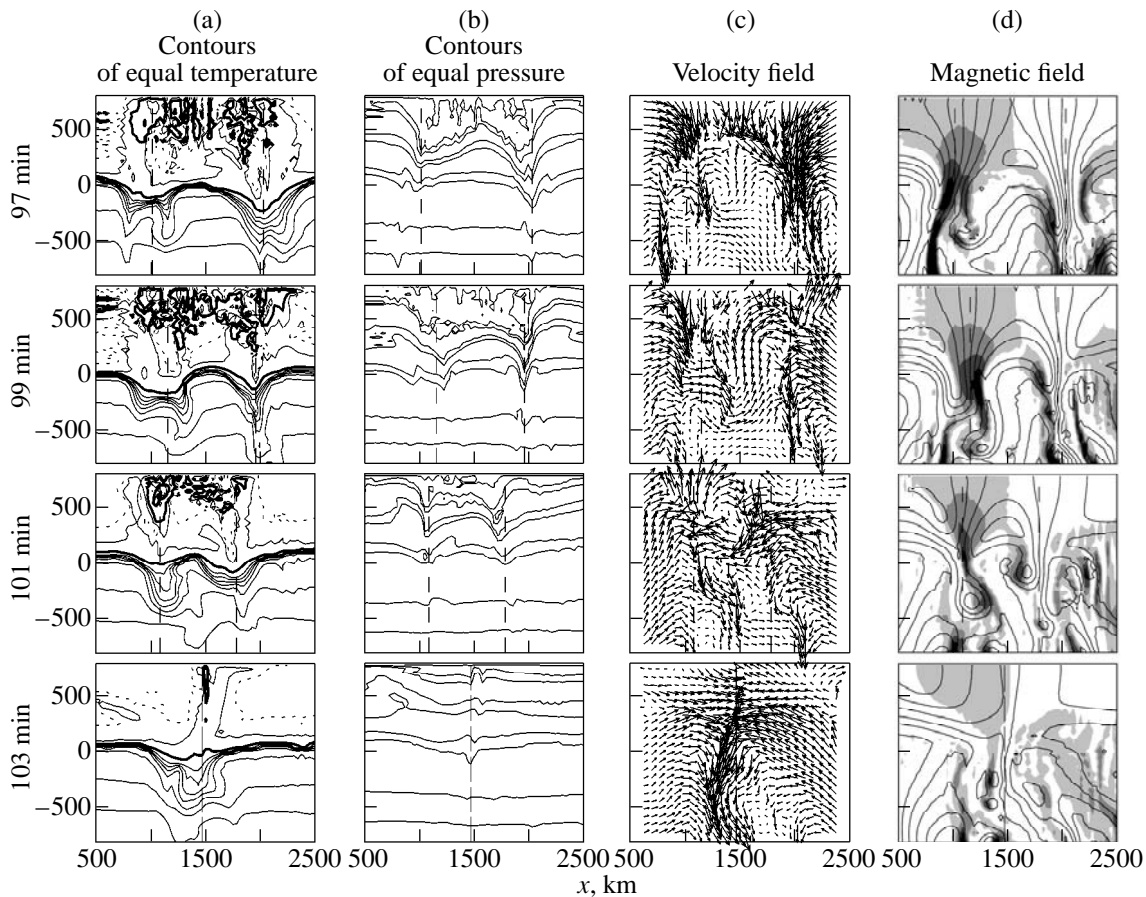 (a) (b) (c) (d)
Contours Contours
of equal temperature of equal pressure Velocity field Magnetic field
97 min
500
0
−500
99 min
500
0
−500
101 min
500
0
−500
103 min
500
0
−500
500 1500 2500 500 1500 2500 500 1500 2500 500 1500 2500
x, km